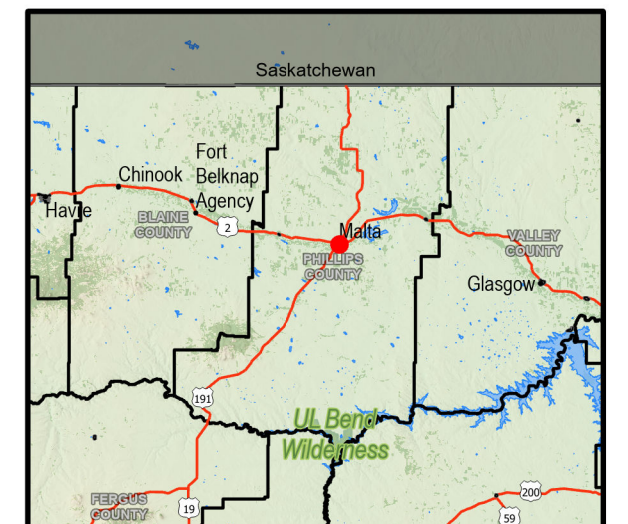 Saskatchewan
Fort
Belknap
Agency
Chinook
Havre
BLAINE
COUNTY
2
Malta
PHILLIPS
COUNTY
VALLEY
COUNTY
Glasgow
191
UL Bend
Wilderness
FERGUS
COUNTY
19
200
59